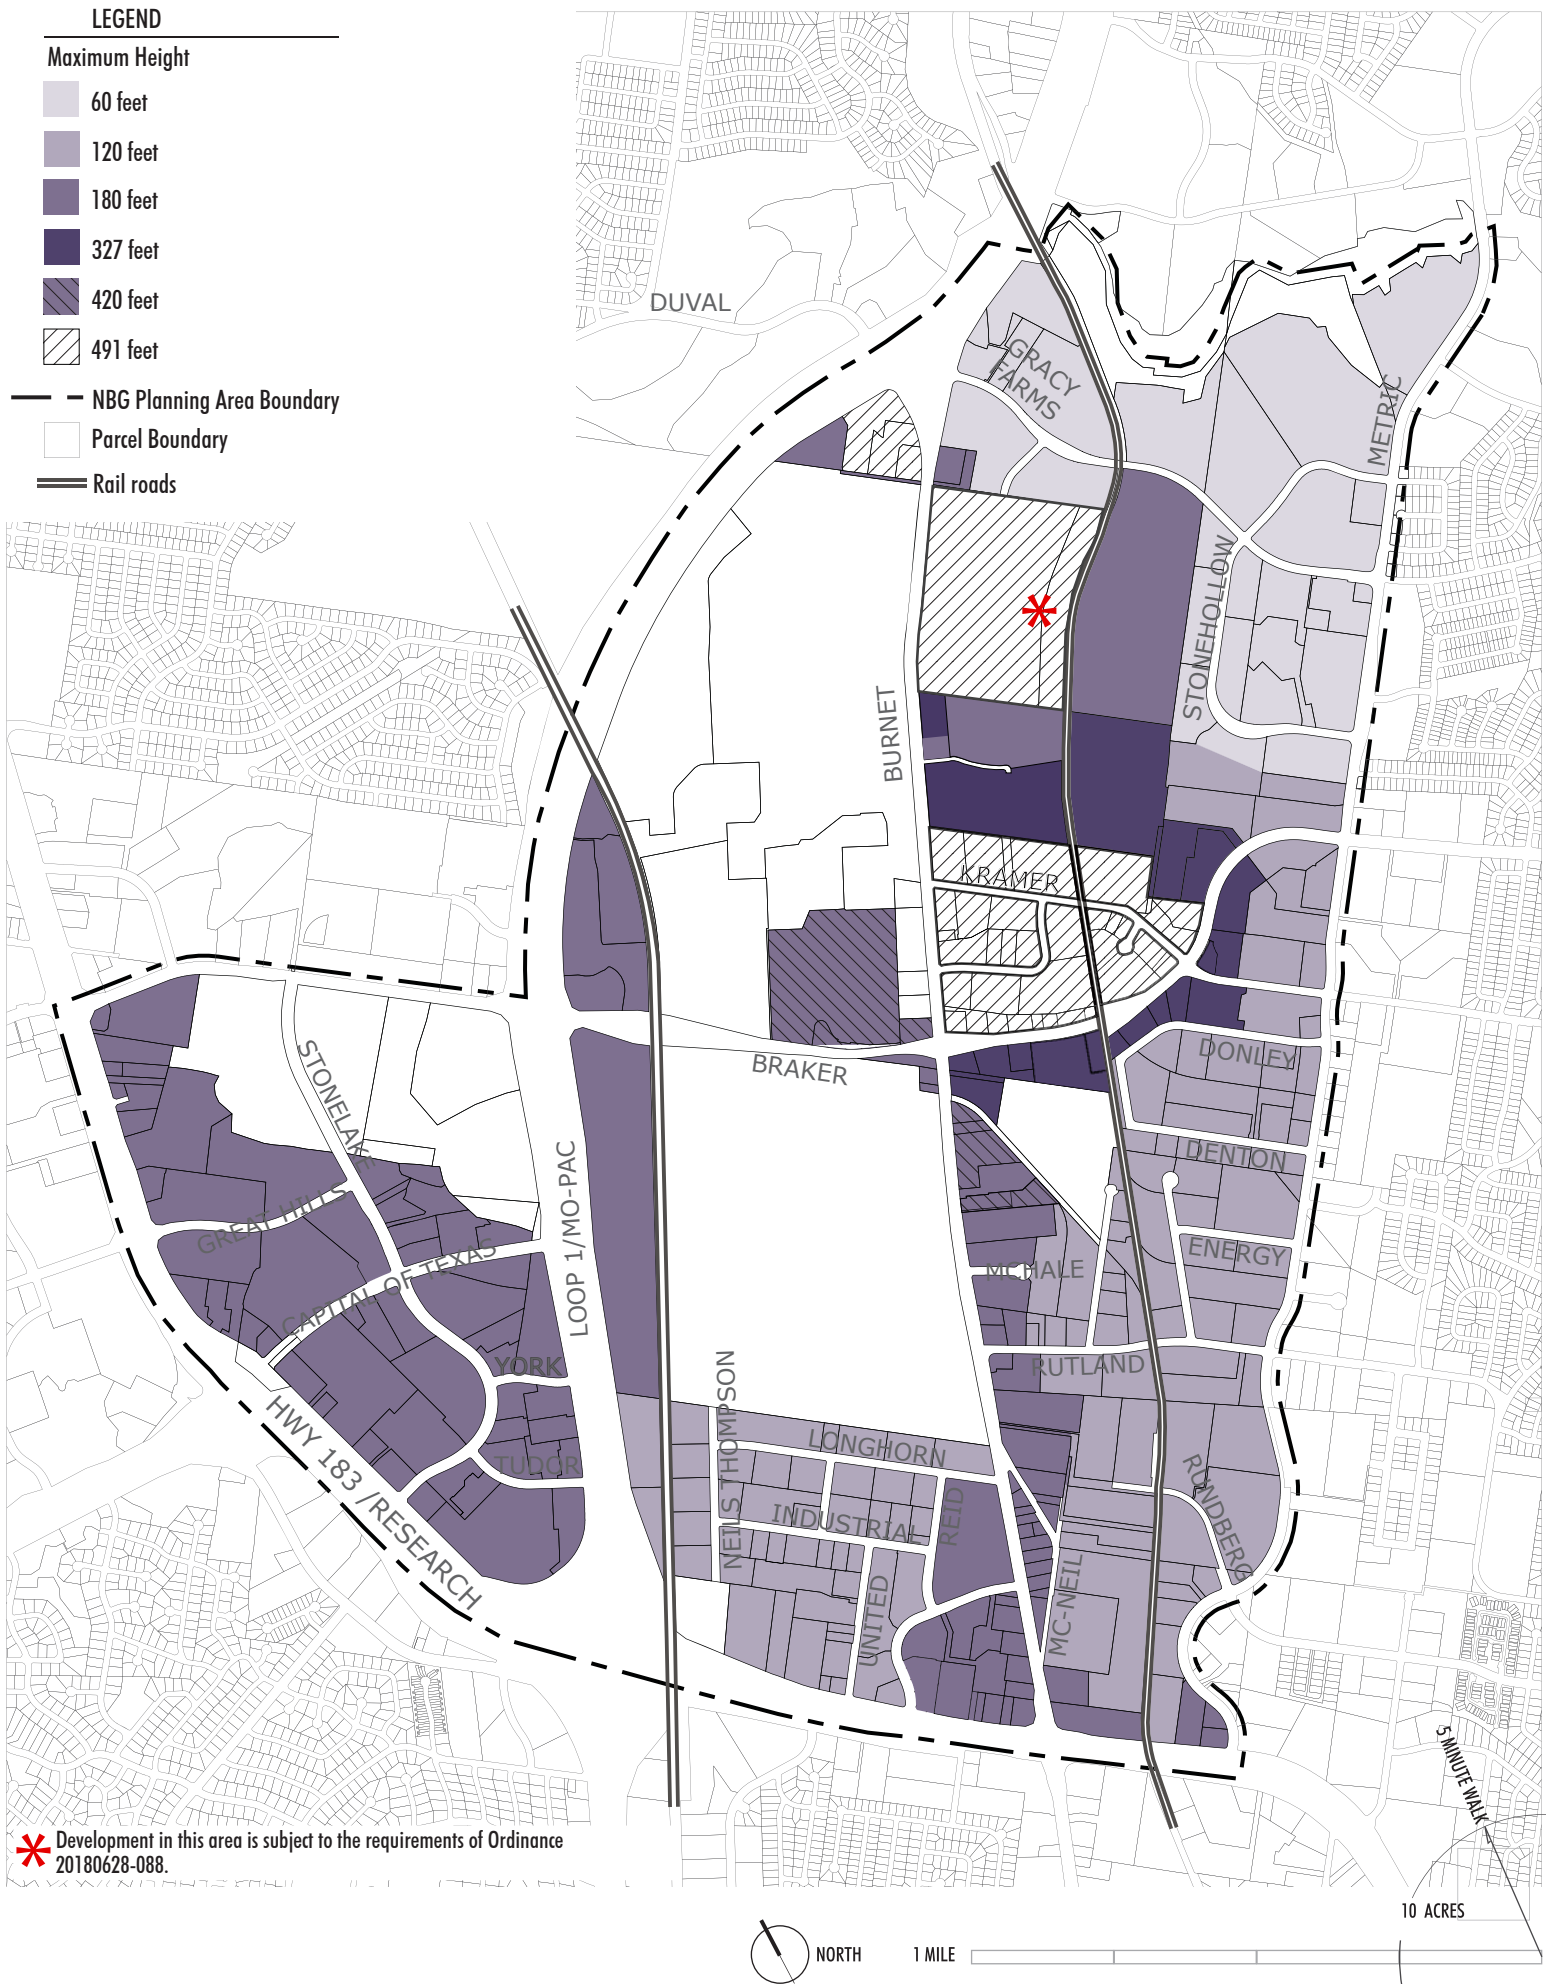 LEGEND
Maximum Height
60 feet
120 feet
180 feet
327 feet
420 feet
491 feet
NBG Planning Area Boundary
Parcel Boundary
Rail roads
DUVAL
GRACY
FARMS
METRIC
STONEHOLLOW
BURNET
KRAMER
BRAKER
DONLEY
STONELAKE
DENTON
GREAT HILLS
CAPITAL OF TEXAS
LOOP 1/MO-PAC
ENERGY
MCHALE
RUTLAND
YORK
TUDOR
HWY 183 /RESEARCH
NEILS THOMPSON
LONGHORN
INDUSTRIAL
REID
UNITED
MC-NEIL
RUNDBERG
5 MINUTE WALK
* Development in this area is subject to the requirements of Ordinance
20180628-088.
10 ACRES
NORTH
1 MILE